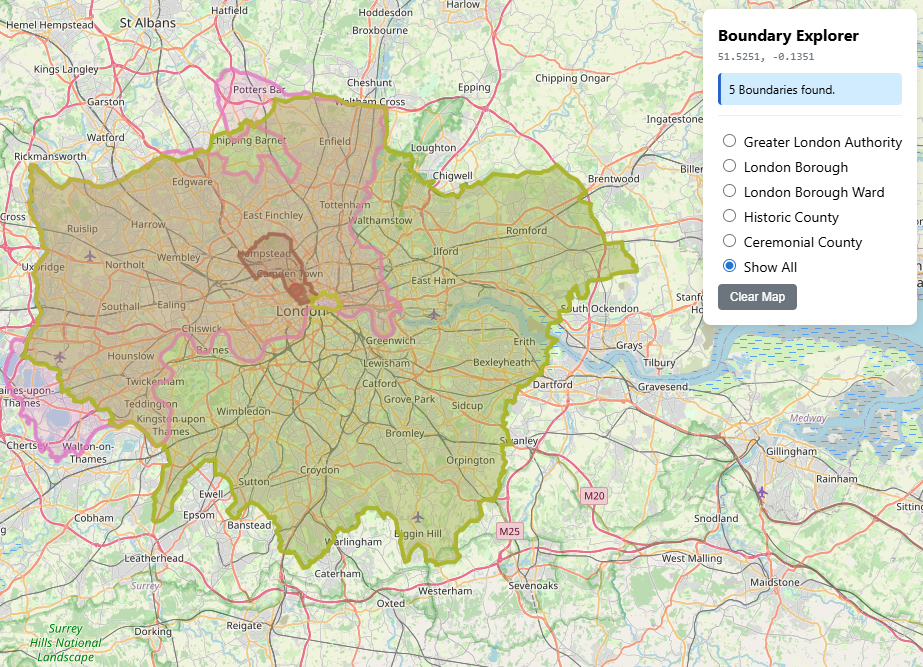 Hemel Hempstead
St Albans
Hatfield
Hoddesdon
Harlow
Broxbourne
Kings Langley
Potters Bar
Cheshunt
Epping
Chipping Ongar
Garston
Waltham Cross
Ingatestone
Watford
Chipping Barnet
Enfield
Loughton
Rickmansworth
Chigwell
Brentwood
Edgware
Tottenham
East Finchley
Walthamstow
Cross
Ruislip
Harrow
Romford
Hempstead
Ilford
Wembley
Uxbridge
Northolt
Camden Town
East Ham
Southall
Ealing
London
South Ockendon
Chiswick
Barnes
Greenwich
Erith
Grays
Hounslow
Lewisham
Bexleyheath
Tilbury
Twickenham
Catford
Dartford
Gravesend
Teddington
Grove Park
Sidcup
Thames
Wimbledon
Kingston upon
Thames
Medway
Bromley
Swanley
Walton-on-
Thames
Gillingham
Croydon
Orpington
Rainham
Sutton
Ewell
M20
Cobham
Epsom
Banstead
Biggin Hill
M25
Snodland
Warlingham
Leatherhead
West Malling
Caterham
Surrey
Westerham
Sevenoaks
Maidstone
Oxted
Reigate
Dorking
Surrey
Hills National
Landscape
Boundary Explorer
51.5251, -0.1351
5 Boundaries found.
Greater London Authority
London Borough
London Borough Ward
Historic County
Ceremonial County
Show All
Clear Map